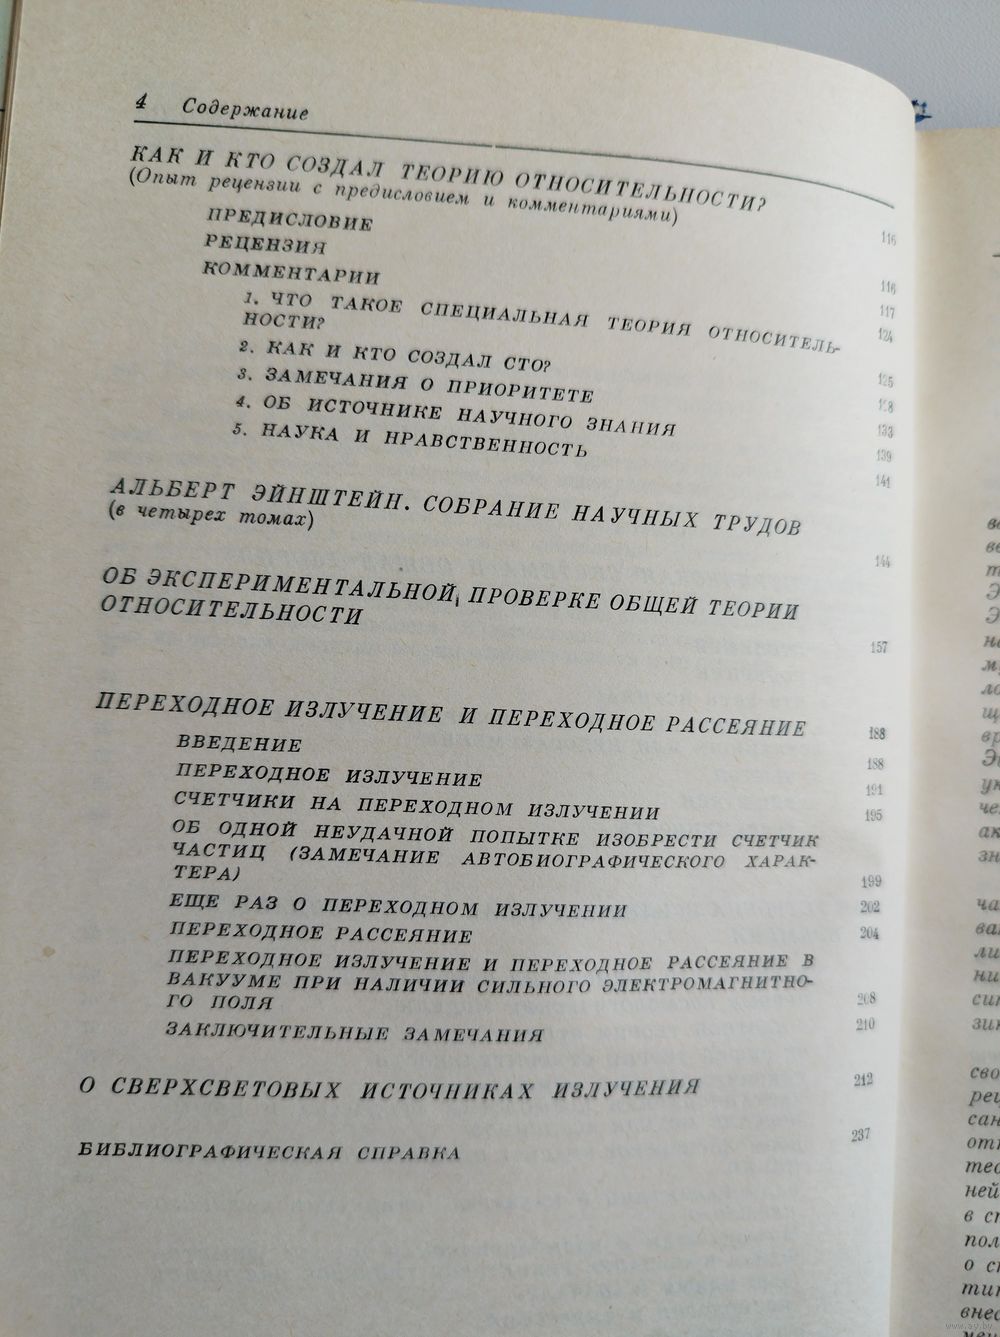 4 Содержание
КАК И КТО СОЗДАЛ ТЕОРИЮ ОТНОСИТЕЛЬНОСТИ?
(Опыт рецензии с предисловием и комментариями) 116
ПРЕДИСЛОВИЕ 116
РЕЦЕНЗИЯ 117
КОММЕНТАРИИ 124
1. ЧТО ТАКОЕ СПЕЦИАЛЬНАЯ ТЕОРИЯ ОТНОСИТЕЛЬ-
НОСТИ? 125
2. КАК И КТО СОЗДАЛ СТО? 128
3. ЗАМЕЧАНИЯ О ПРИОРИТЕТЕ 133
4. ОБ ИСТОЧНИКЕ НАУЧНОГО ЗНАНИЯ 139
5. НАУКА И НРАВСТВЕННОСТЬ 141
АЛЬБЕРТ ЭЙНШТЕЙН. СОБРАНИЕ НАУЧНЫХ ТРУДОВ
(в четырех томах) 144
ОБ ЭКСПЕРИМЕНТАЛЬНОЙ ПРОВЕРКЕ ОБЩЕЙ ТЕОРИИ
ОТНОСИТЕЛЬНОСТИ 157
ПЕРЕХОДНОЕ ИЗЛУЧЕНИЕ И ПЕРЕХОДНОЕ РАССЕЯНИЕ 188
ВВЕДЕНИЕ 188
ПЕРЕХОДНОЕ ИЗЛУЧЕНИЕ 191
СЧЕТЧИКИ НА ПЕРЕХОДНОМ ИЗЛУЧЕНИИ 195
ОБ ОДНОЙ НЕУДАЧНОЙ ПОПЫТКЕ ИЗОБРЕСТИ СЧЕТЧИК
ЧАСТИЦ (ЗАМЕЧАНИЕ АВТОБИОГРАФИЧЕСКОГО ХАРАК-
ТЕРА) 199
ЕЩЕ РАЗ О ПЕРЕХОДНОМ ИЗЛУЧЕНИИ 202
ПЕРЕХОДНОЕ РАССЕЯНИЕ 204
ПЕРЕХОДНОЕ ИЗЛУЧЕНИЕ И ПЕРЕХОДНОЕ РАССЕЯНИЕ В
ВАКУУМЕ ПРИ НАЛИЧИИ СИЛЬНОГО ЭЛЕКТРОМАГНИТНО-
ГО ПОЛЯ 208
ЗАКЛЮЧИТЕЛЬНЫЕ ЗАМЕЧАНИЯ 210
О СВЕРХСВЕТОВЫХ ИСТОЧНИКАХ ИЗЛУЧЕНИЯ 212
БИБЛИОГРАФИЧЕСКАЯ СПРАВКА 237